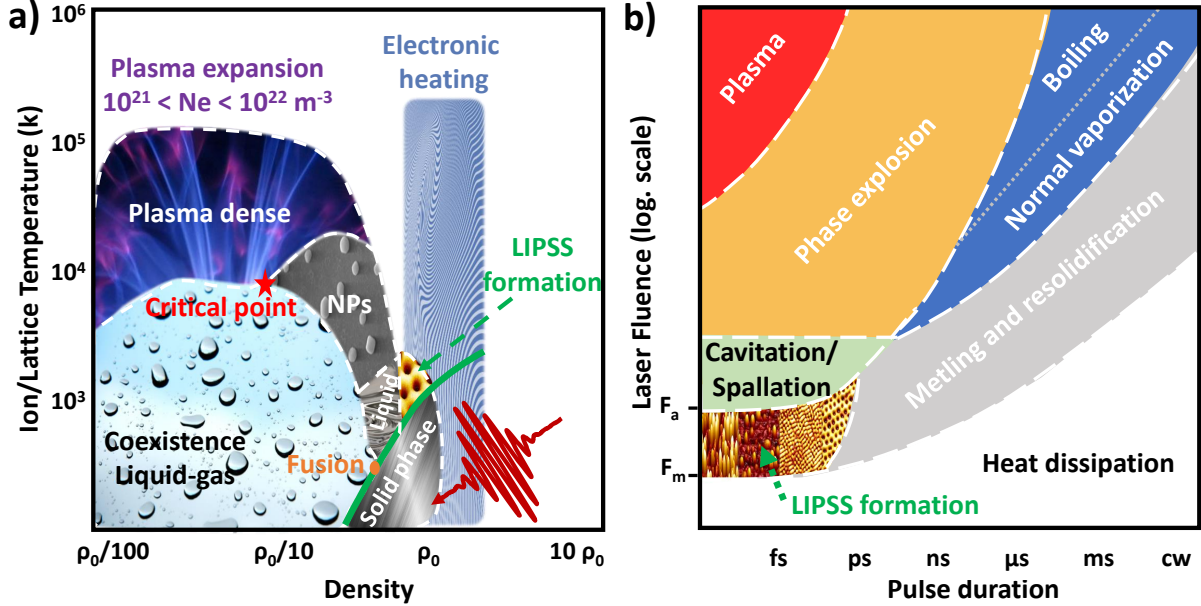 a)
10⁶
10⁵
10⁴
10³
Ion/Lattice Temperature (k)
Plasma expansion
10²¹ < Ne < 10²² m⁻³
Electronic
heating
Plasma dense
LIPSS
formation
Critical point
NPs
Liquid
Coexistence
Liquid-gas
Fusion
Solid phase
ρ₀/100
ρ₀/10
ρ₀
10 ρ₀
Density
b)
Laser Fluence (log. scale)
Plasma
Phase explosion
Boiling
Normal vaporization
Cavitation/
Spallation
Metling and resolidification
Fₐ
Fₘ
Heat dissipation
LIPSS formation
fs
ps
ns
μs
ms
cw
Pulse duration